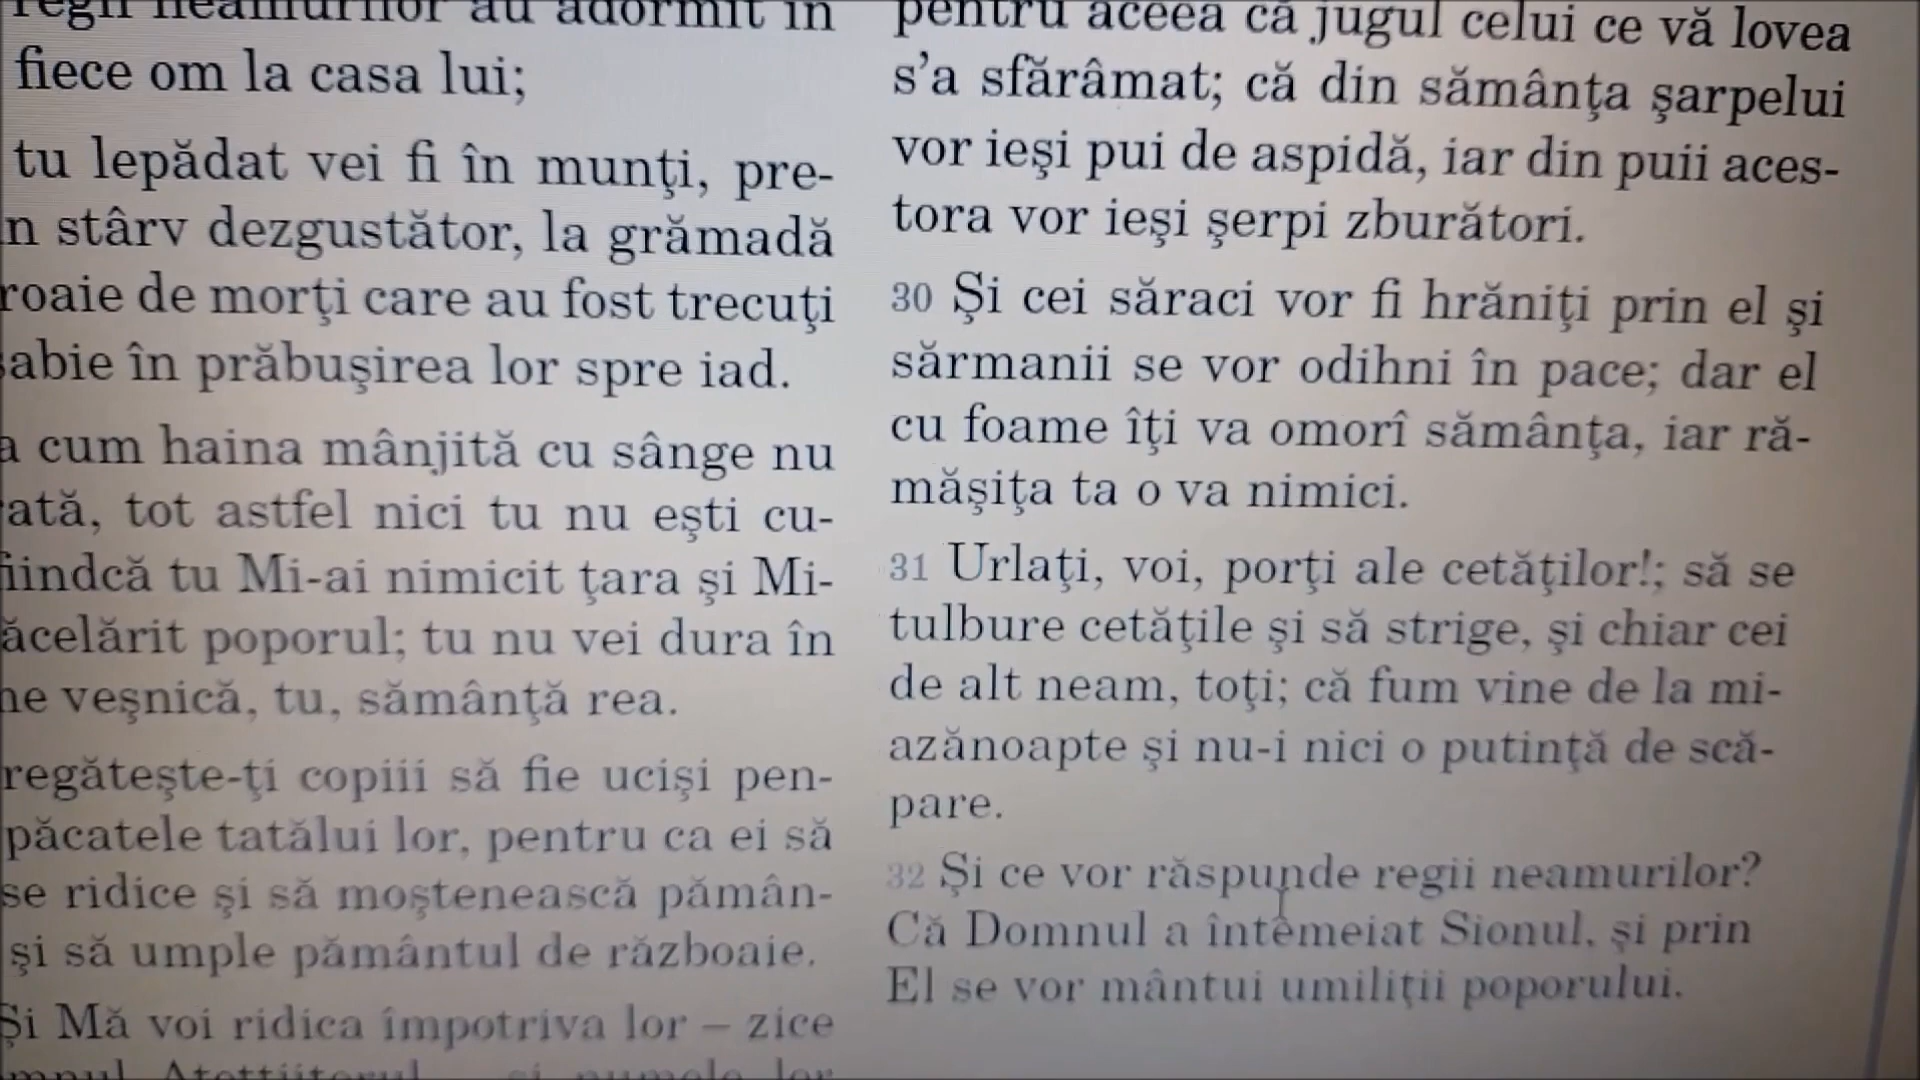 regii neamurilor au adormit în
fiece om la casa lui;
tu lepădat vei fi în munţi, pre-
n stârv dezgustător, la grămadă
roaie de morţi care au fost trecuţi
sabie în prăbuşirea lor spre iad.
a cum haina mânjită cu sânge nu
rată, tot astfel nici tu nu eşti cu-
fiindcă tu Mi-ai nimicit ţara şi Mi-
ăcelărit poporul; tu nu vei dura în
me veşnică, tu, sămânţă rea.
regăteşte-ţi copiii să fie ucişi pen-
păcatele tatălui lor, pentru ca ei să
se ridice şi să moştenească pămân-
şi să umple pământul de războaie.
Şi Mă voi ridica împotriva lor – zice
numele lor
pentru aceea că jugul celui ce vă lovea
s’a sfărâmat; că din sămânţa şarpelui
vor ieşi pui de aspidă, iar din puii aces-
tora vor ieşi şerpi zburători.
30 Şi cei săraci vor fi hrăniţi prin el şi
sărmanii se vor odihni în pace; dar el
cu foame îţi va omorî sămânţa, iar ră-
măşiţa ta o va nimici.
31 Urlaţi, voi, porţi ale cetăţilor!; să se
tulbure cetăţile şi să strige, şi chiar cei
de alt neam, toţi; că fum vine de la mi-
azănoapte şi nu-i nici o putinţă de scă-
pare.
32 Şi ce vor răspunde regii neamurilor?
Că Domnul a întemeiat Sionul, şi prin
El se vor mântui umiliţii poporului.